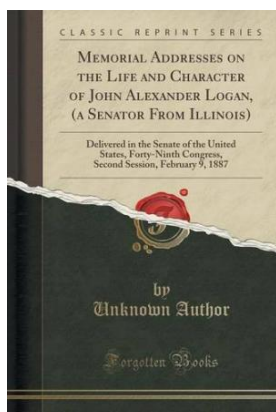 CLASSIC REPRINT SERIES
MEMORIAL ADDRESSES ON
THE LIFE AND CHARACTER
OF JOHN ALEXANDER LOGAN,
(A SENATOR FROM ILLINOIS)
Delivered in the Senate of the United
States, Forty-Ninth Congress,
Second Session, February 9, 1887
by
Unknown Author
Forgotten Books